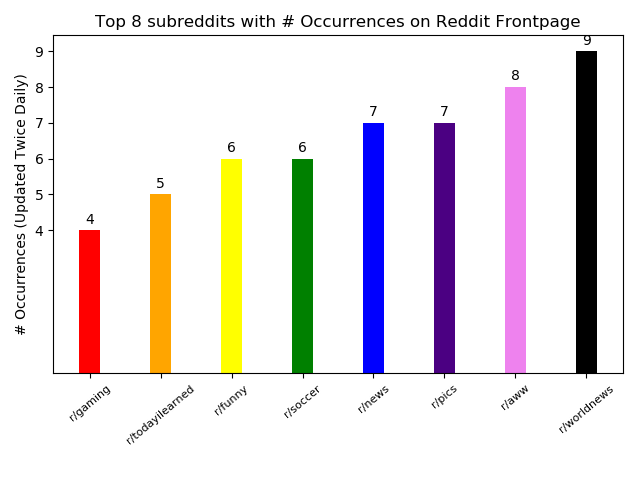 Top 8 subreddits with # Occurrences on Reddit Frontpage
# Occurrences (Updated Twice Daily)
9
8
7
6
5
4
4
5
6
6
7
7
8
9
r/gaming
r/todayilearned
r/funny
r/soccer
r/news
r/pics
r/aww
r/worldnews